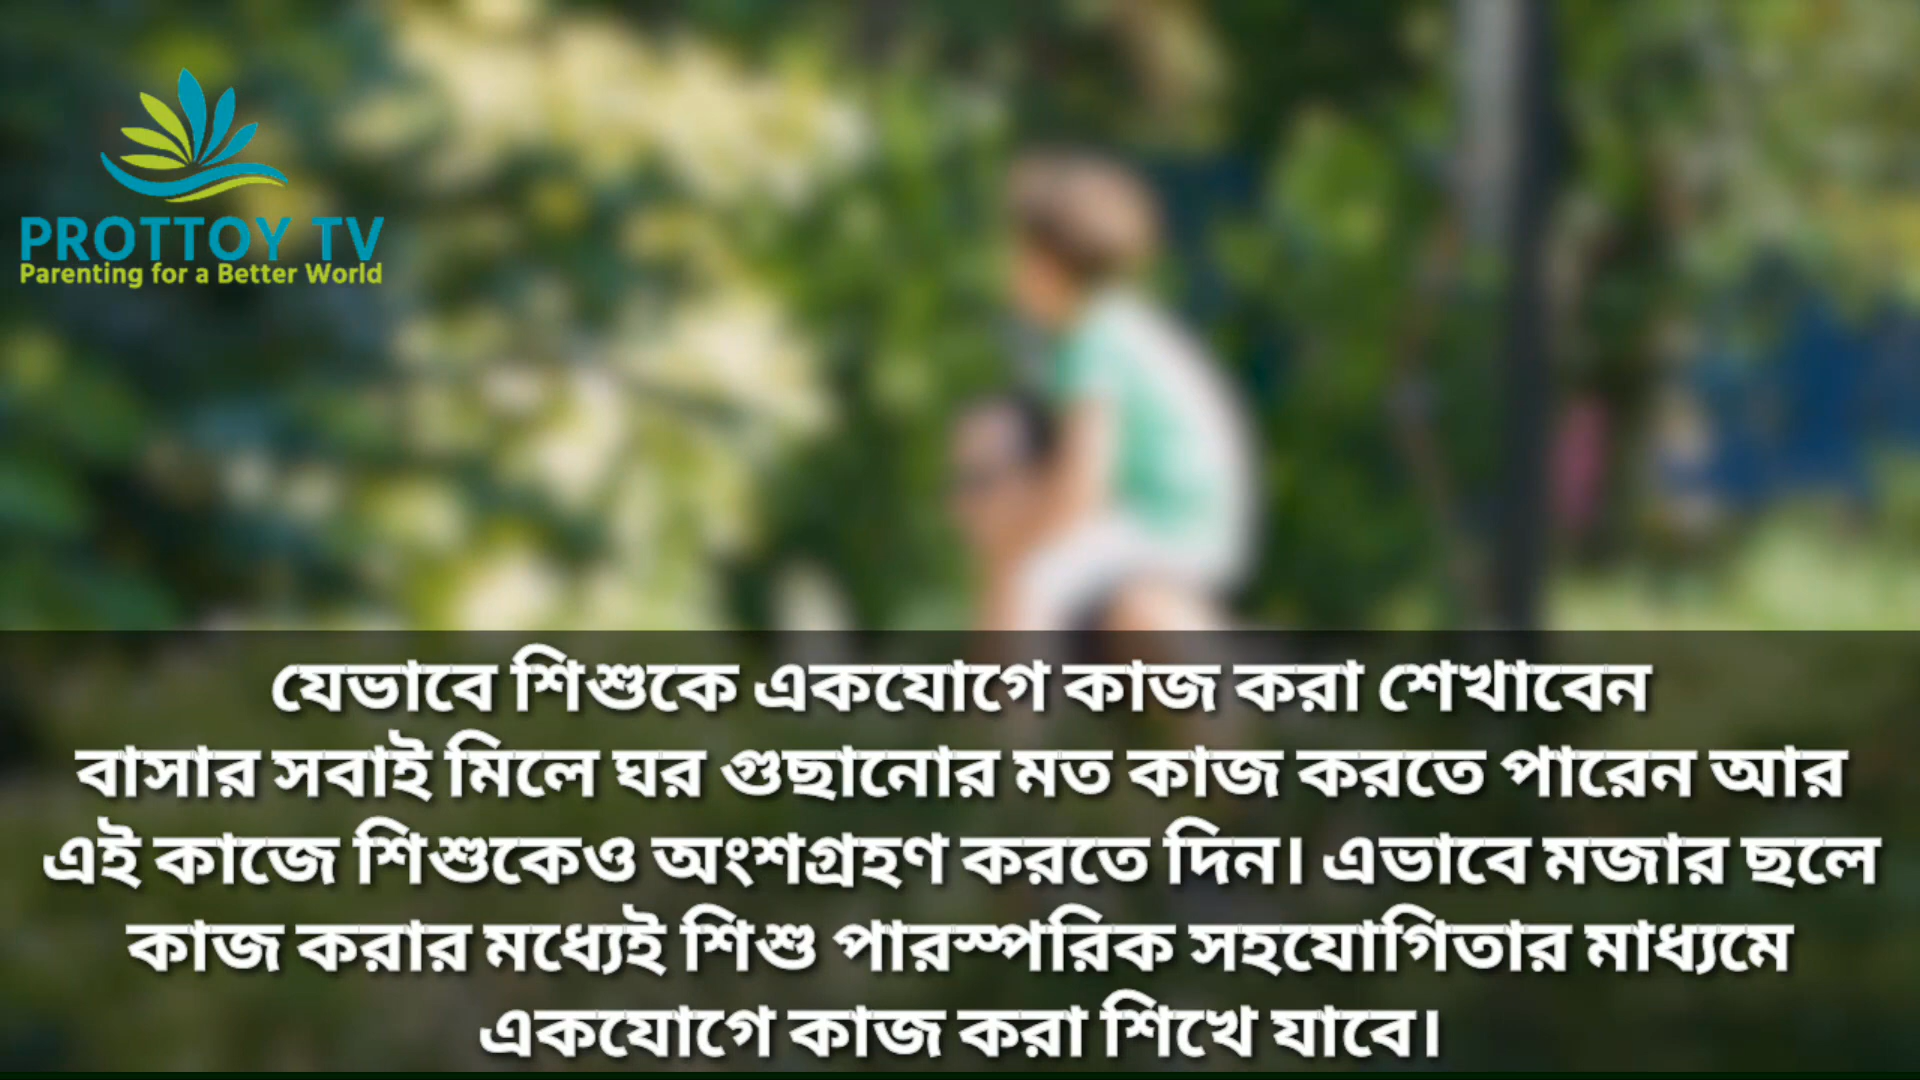 PROTTOY TV
Parenting for a Better World
যেভাবে শিশুকে একযোগে কাজ করা শেখাবেন
বাসার সবাই মিলে ঘর গুছানোর মত কাজ করতে পারেন আর
এই কাজে শিশুকেও অংশগ্রহণ করতে দিন। এভাবে মজার ছলে
কাজ করার মধ্যেই শিশু পারস্পরিক সহযোগিতার মাধ্যমে
একযোগে কাজ করা শিখে যাবে।